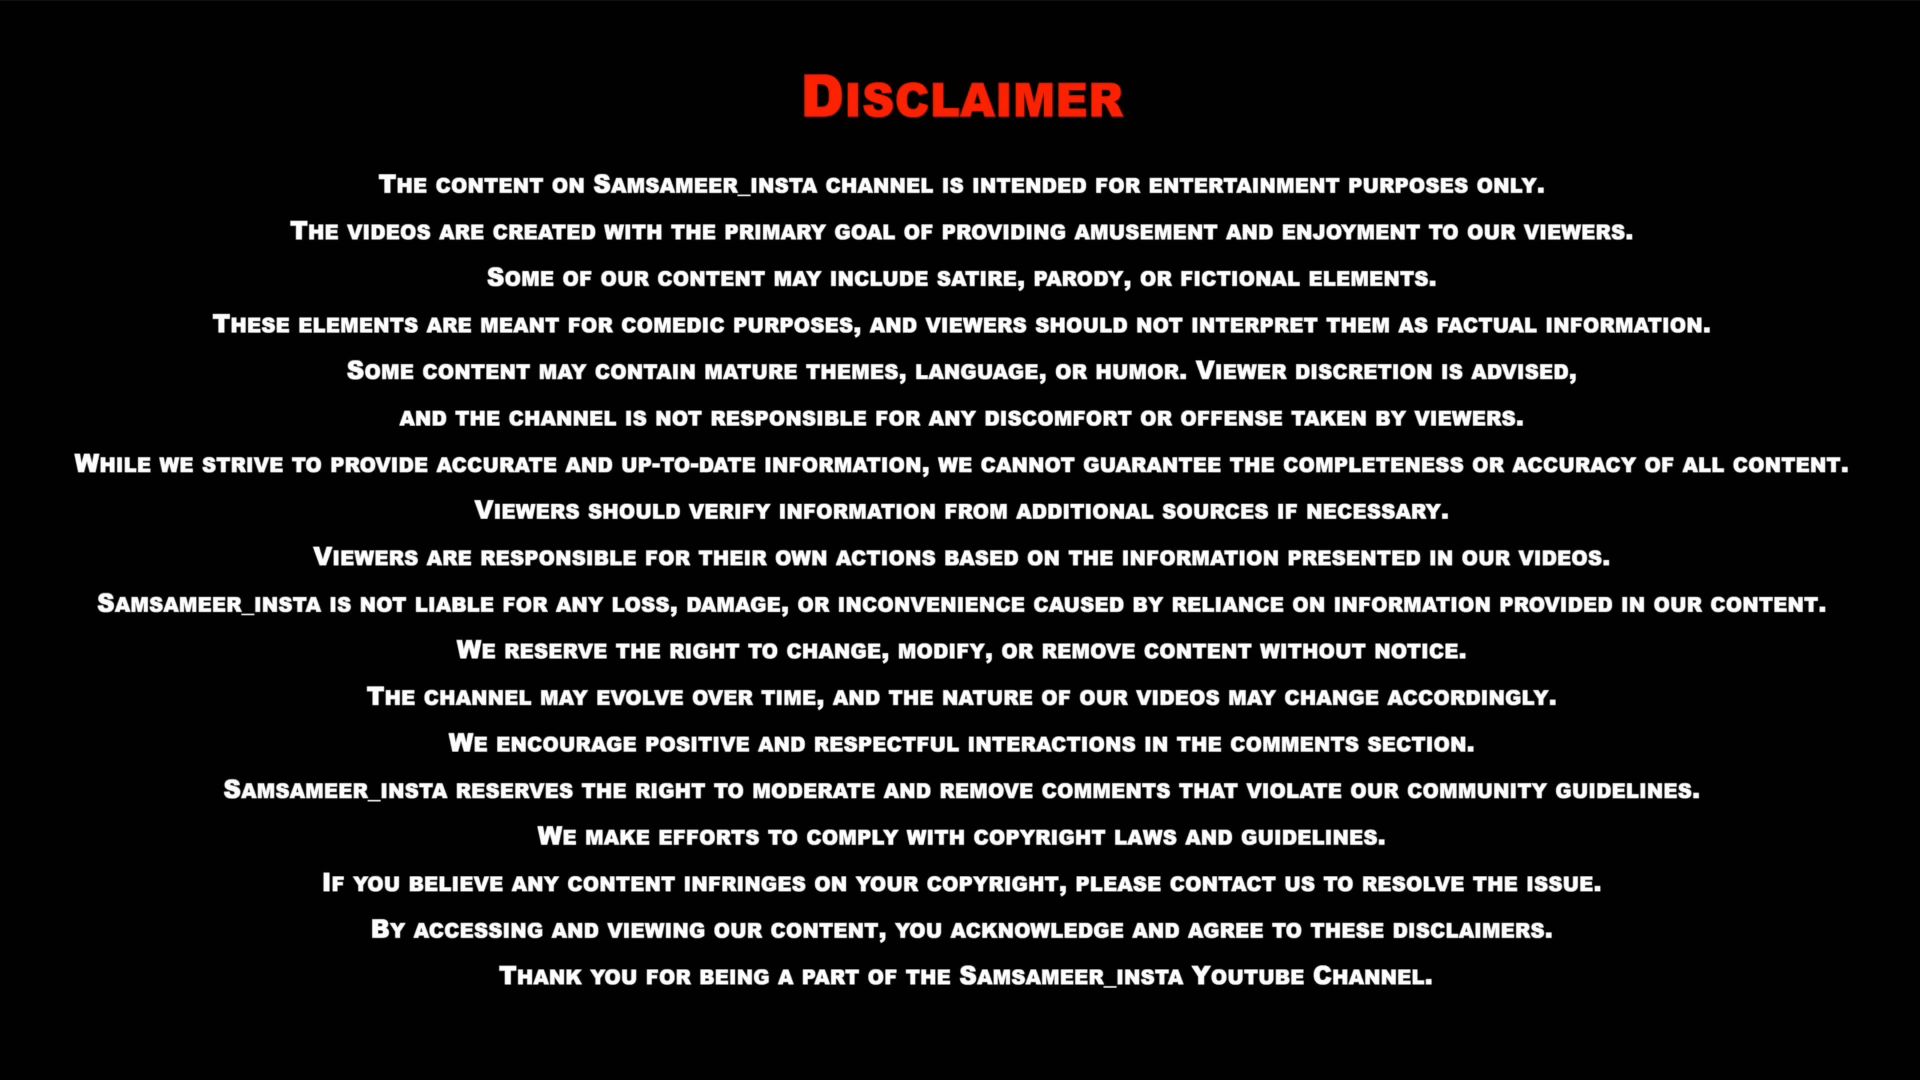 Disclaimer
The content on Samsameer_insta channel is intended for entertainment purposes only.
The videos are created with the primary goal of providing amusement and enjoyment to our viewers.
Some of our content may include satire, parody, or fictional elements.
These elements are meant for comedic purposes, and viewers should not interpret them as factual information.
Some content may contain mature themes, language, or humor. Viewer discretion is advised,
and the channel is not responsible for any discomfort or offense taken by viewers.
While we strive to provide accurate and up-to-date information, we cannot guarantee the completeness or accuracy of all content.
Viewers should verify information from additional sources if necessary.
Viewers are responsible for their own actions based on the information presented in our videos.
Samsameer_insta is not liable for any loss, damage, or inconvenience caused by reliance on information provided in our content.
We reserve the right to change, modify, or remove content without notice.
The channel may evolve over time, and the nature of our videos may change accordingly.
We encourage positive and respectful interactions in the comments section.
Samsameer_insta reserves the right to moderate and remove comments that violate our community guidelines.
We make efforts to comply with copyright laws and guidelines.
If you believe any content infringes on your copyright, please contact us to resolve the issue.
By accessing and viewing our content, you acknowledge and agree to these disclaimers.
Thank you for being a part of the Samsameer_insta Youtube Channel.